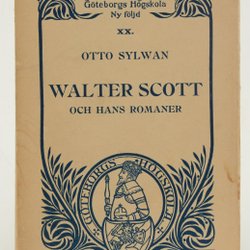 Göteborgs Högskola
Ny följd
XX.
OTTO SYLWAN
WALTER SCOTT
OCH HANS ROMANER
GÖTEBORGS HÖGSKOLA